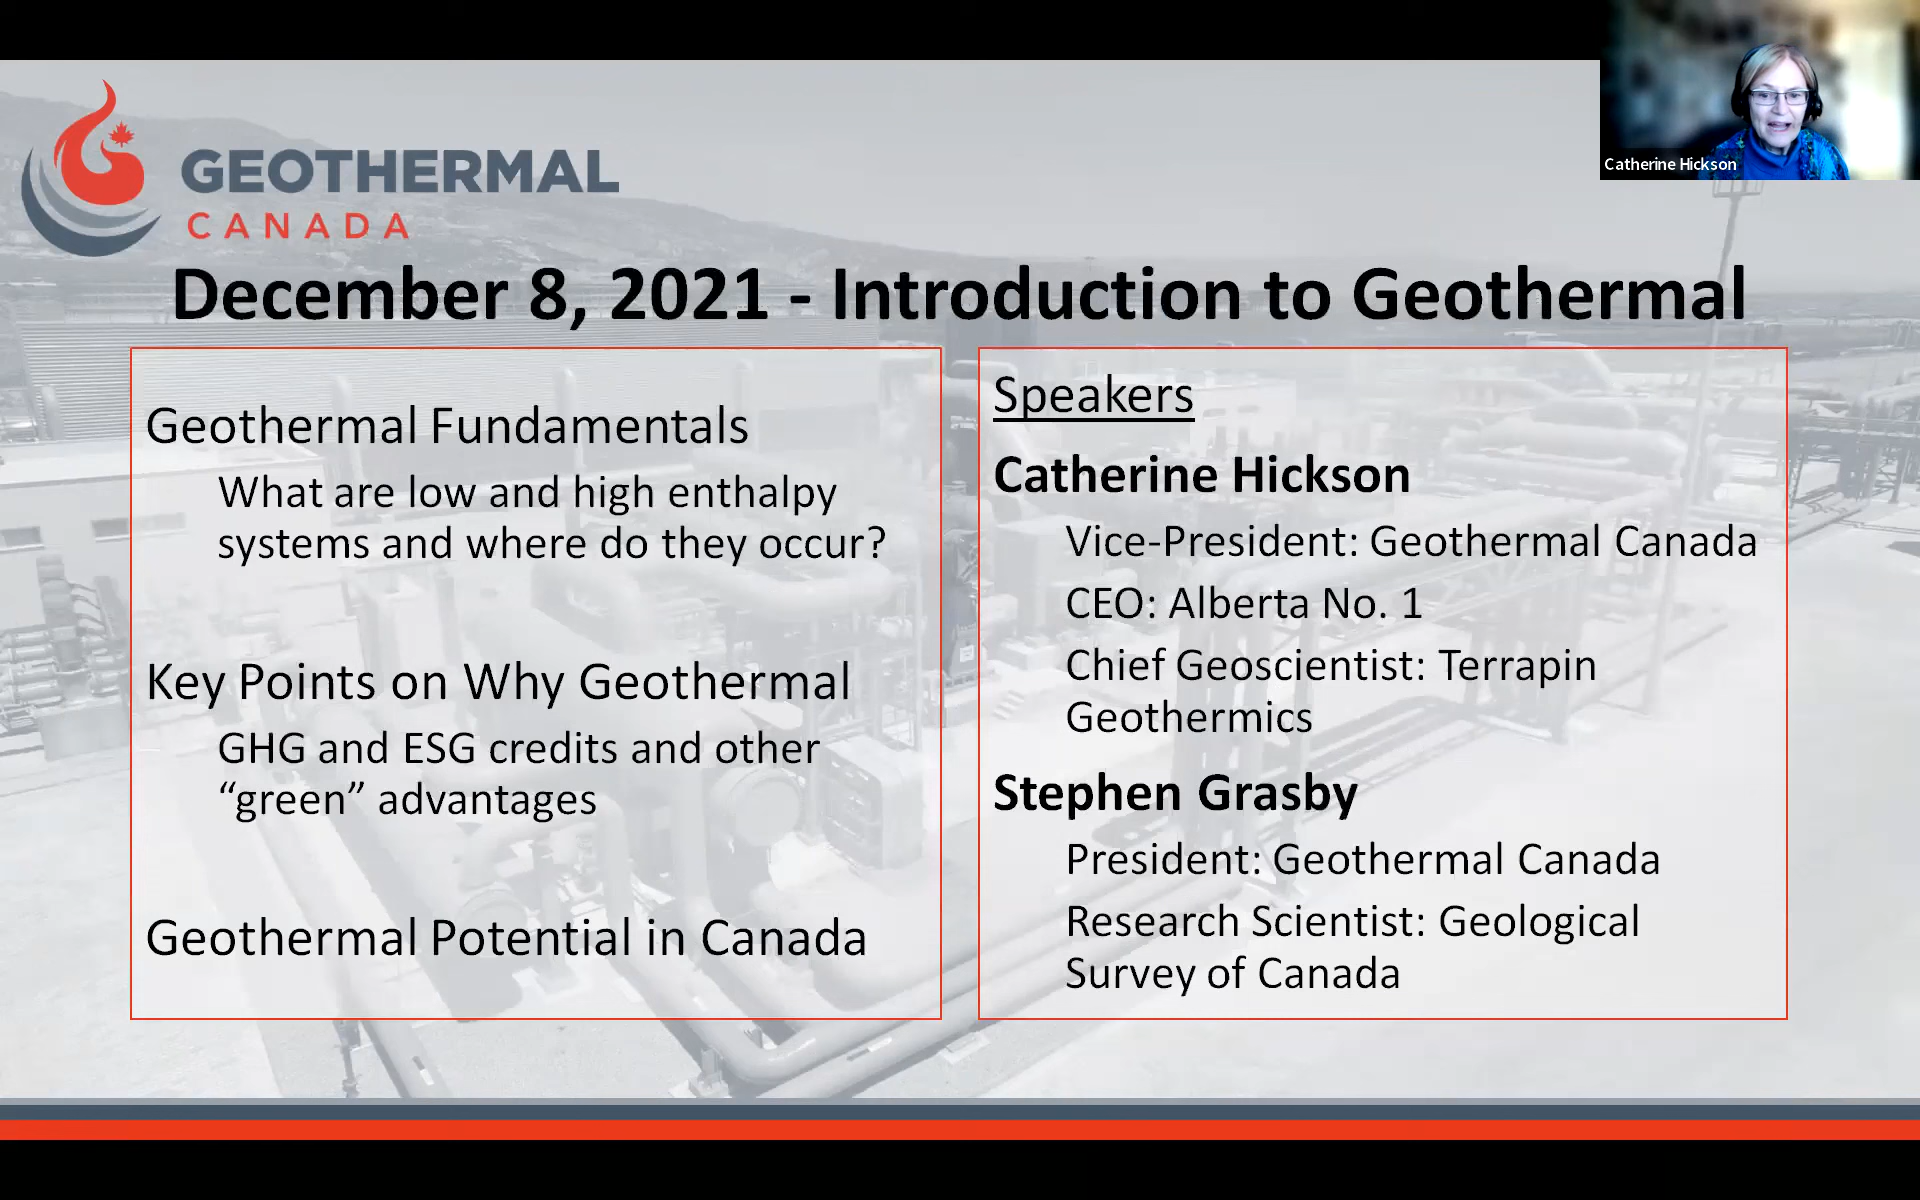 Catherine Hickson
GEOTHERMAL
CANADA
December 8, 2021 - Introduction to Geothermal
Geothermal Fundamentals
What are low and high enthalpy
systems and where do they occur?
Key Points on Why Geothermal
GHG and ESG credits and other
“green” advantages
Geothermal Potential in Canada
Speakers
Catherine Hickson
Vice-President: Geothermal Canada
CEO: Alberta No. 1
Chief Geoscientist: Terrapin
Geothermics
Stephen Grasby
President: Geothermal Canada
Research Scientist: Geological
Survey of Canada